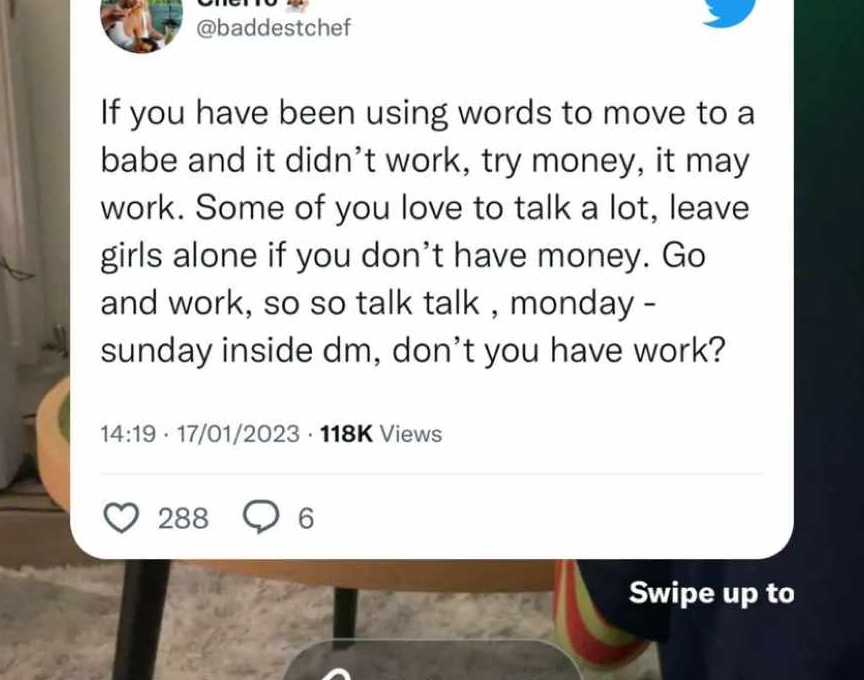 @baddestchef
If you have been using words to move to a
babe and it didn't work, try money, it may
work. Some of you love to talk a lot, leave
girls alone if you don't have money. Go
and work, so so talk talk , monday -
sunday inside dm, don't you have work?
14:19 · 17/01/2023 · 118K Views
288 6
Swipe up to